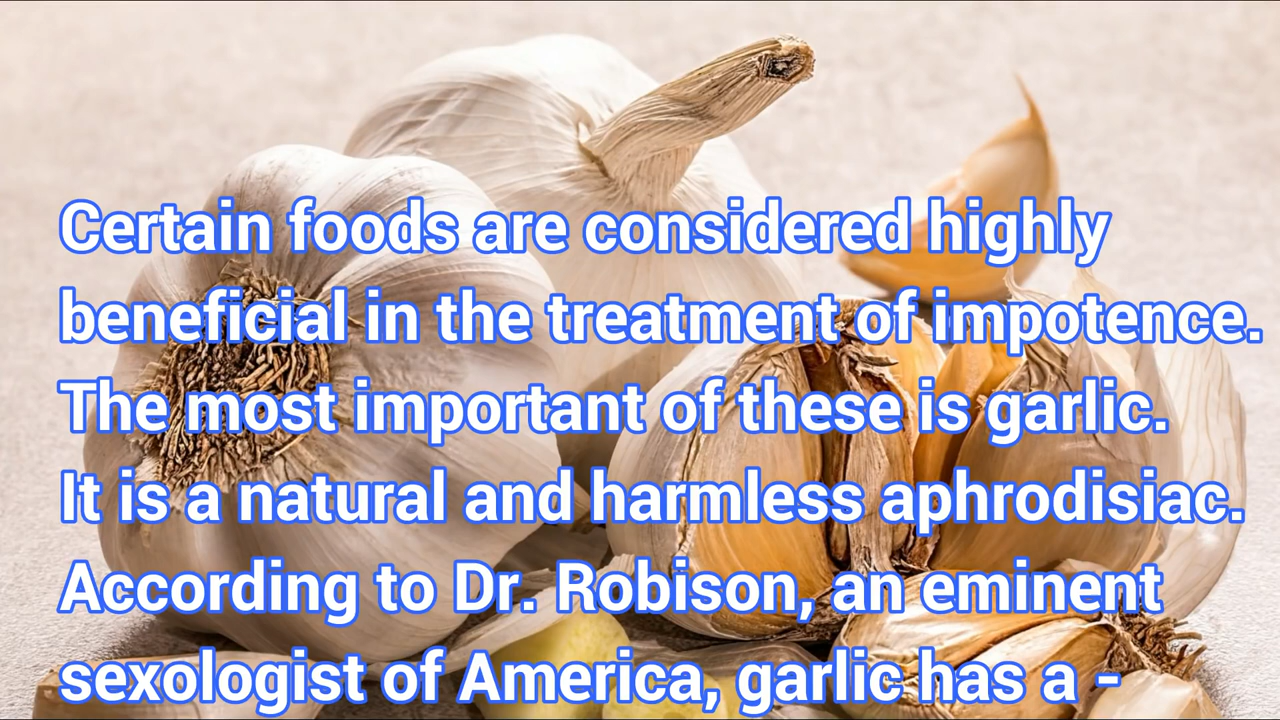 Certain foods are considered highly
beneficial in the treatment of impotence.
The most important of these is garlic.
It is a natural and harmless aphrodisiac.
According to Dr. Robison, an eminent
sexologist of America, garlic has a -